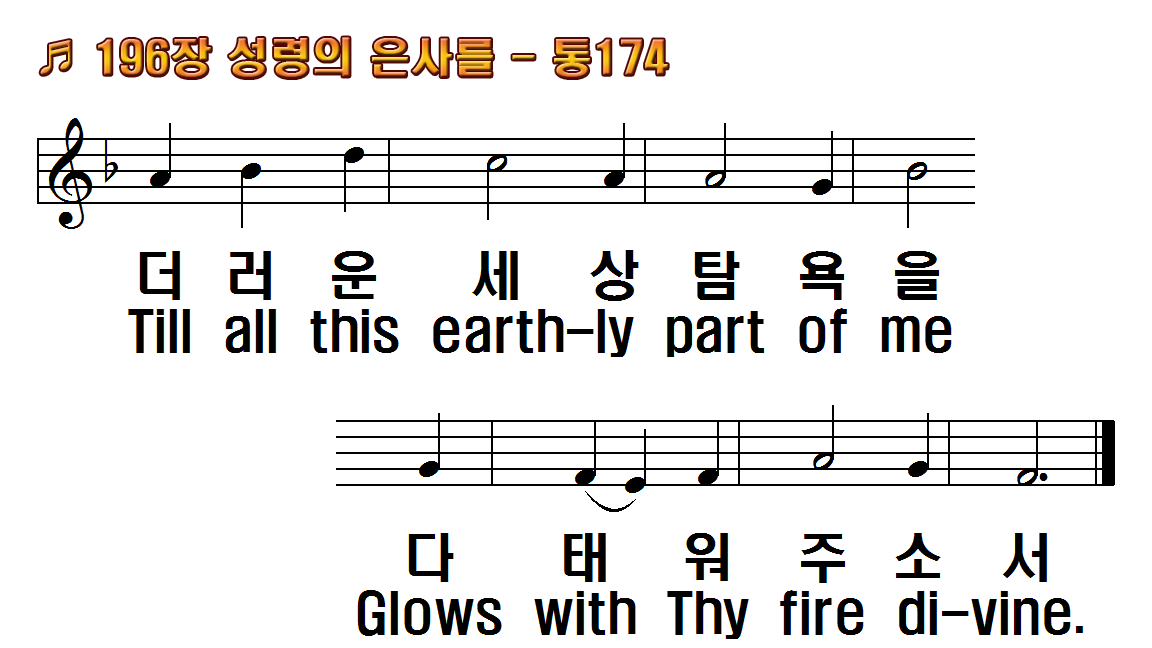 ♬ 196장 성령의 은사를 - 통174
더 러 운 세 상 탐 욕 을
Till all this earth-ly part of me
다 태 워 주 소 서
Glows with Thy fire di-vine.